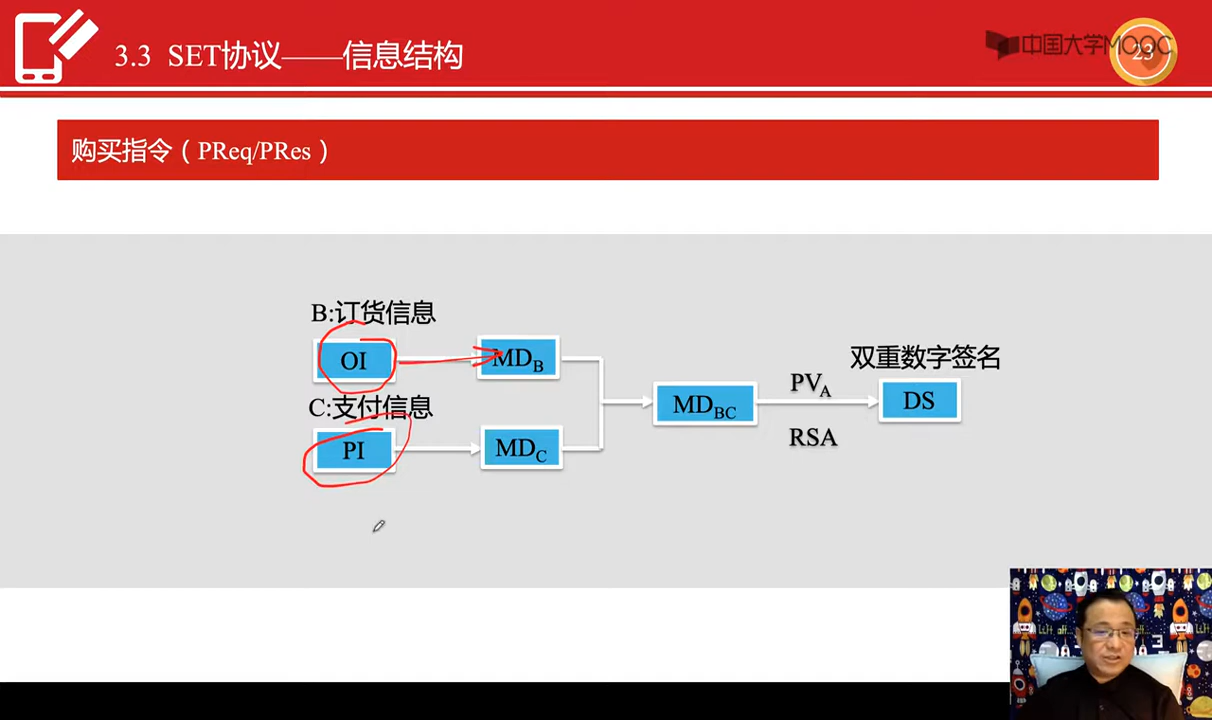 3.3 SET协议——信息结构
中国大学MOOC
23
购买指令（PReq/PRes）
B:订货信息
OI
MD_B
C:支付信息
PI
MD_C
MD_BC
PV_A
RSA
双重数字签名
DS